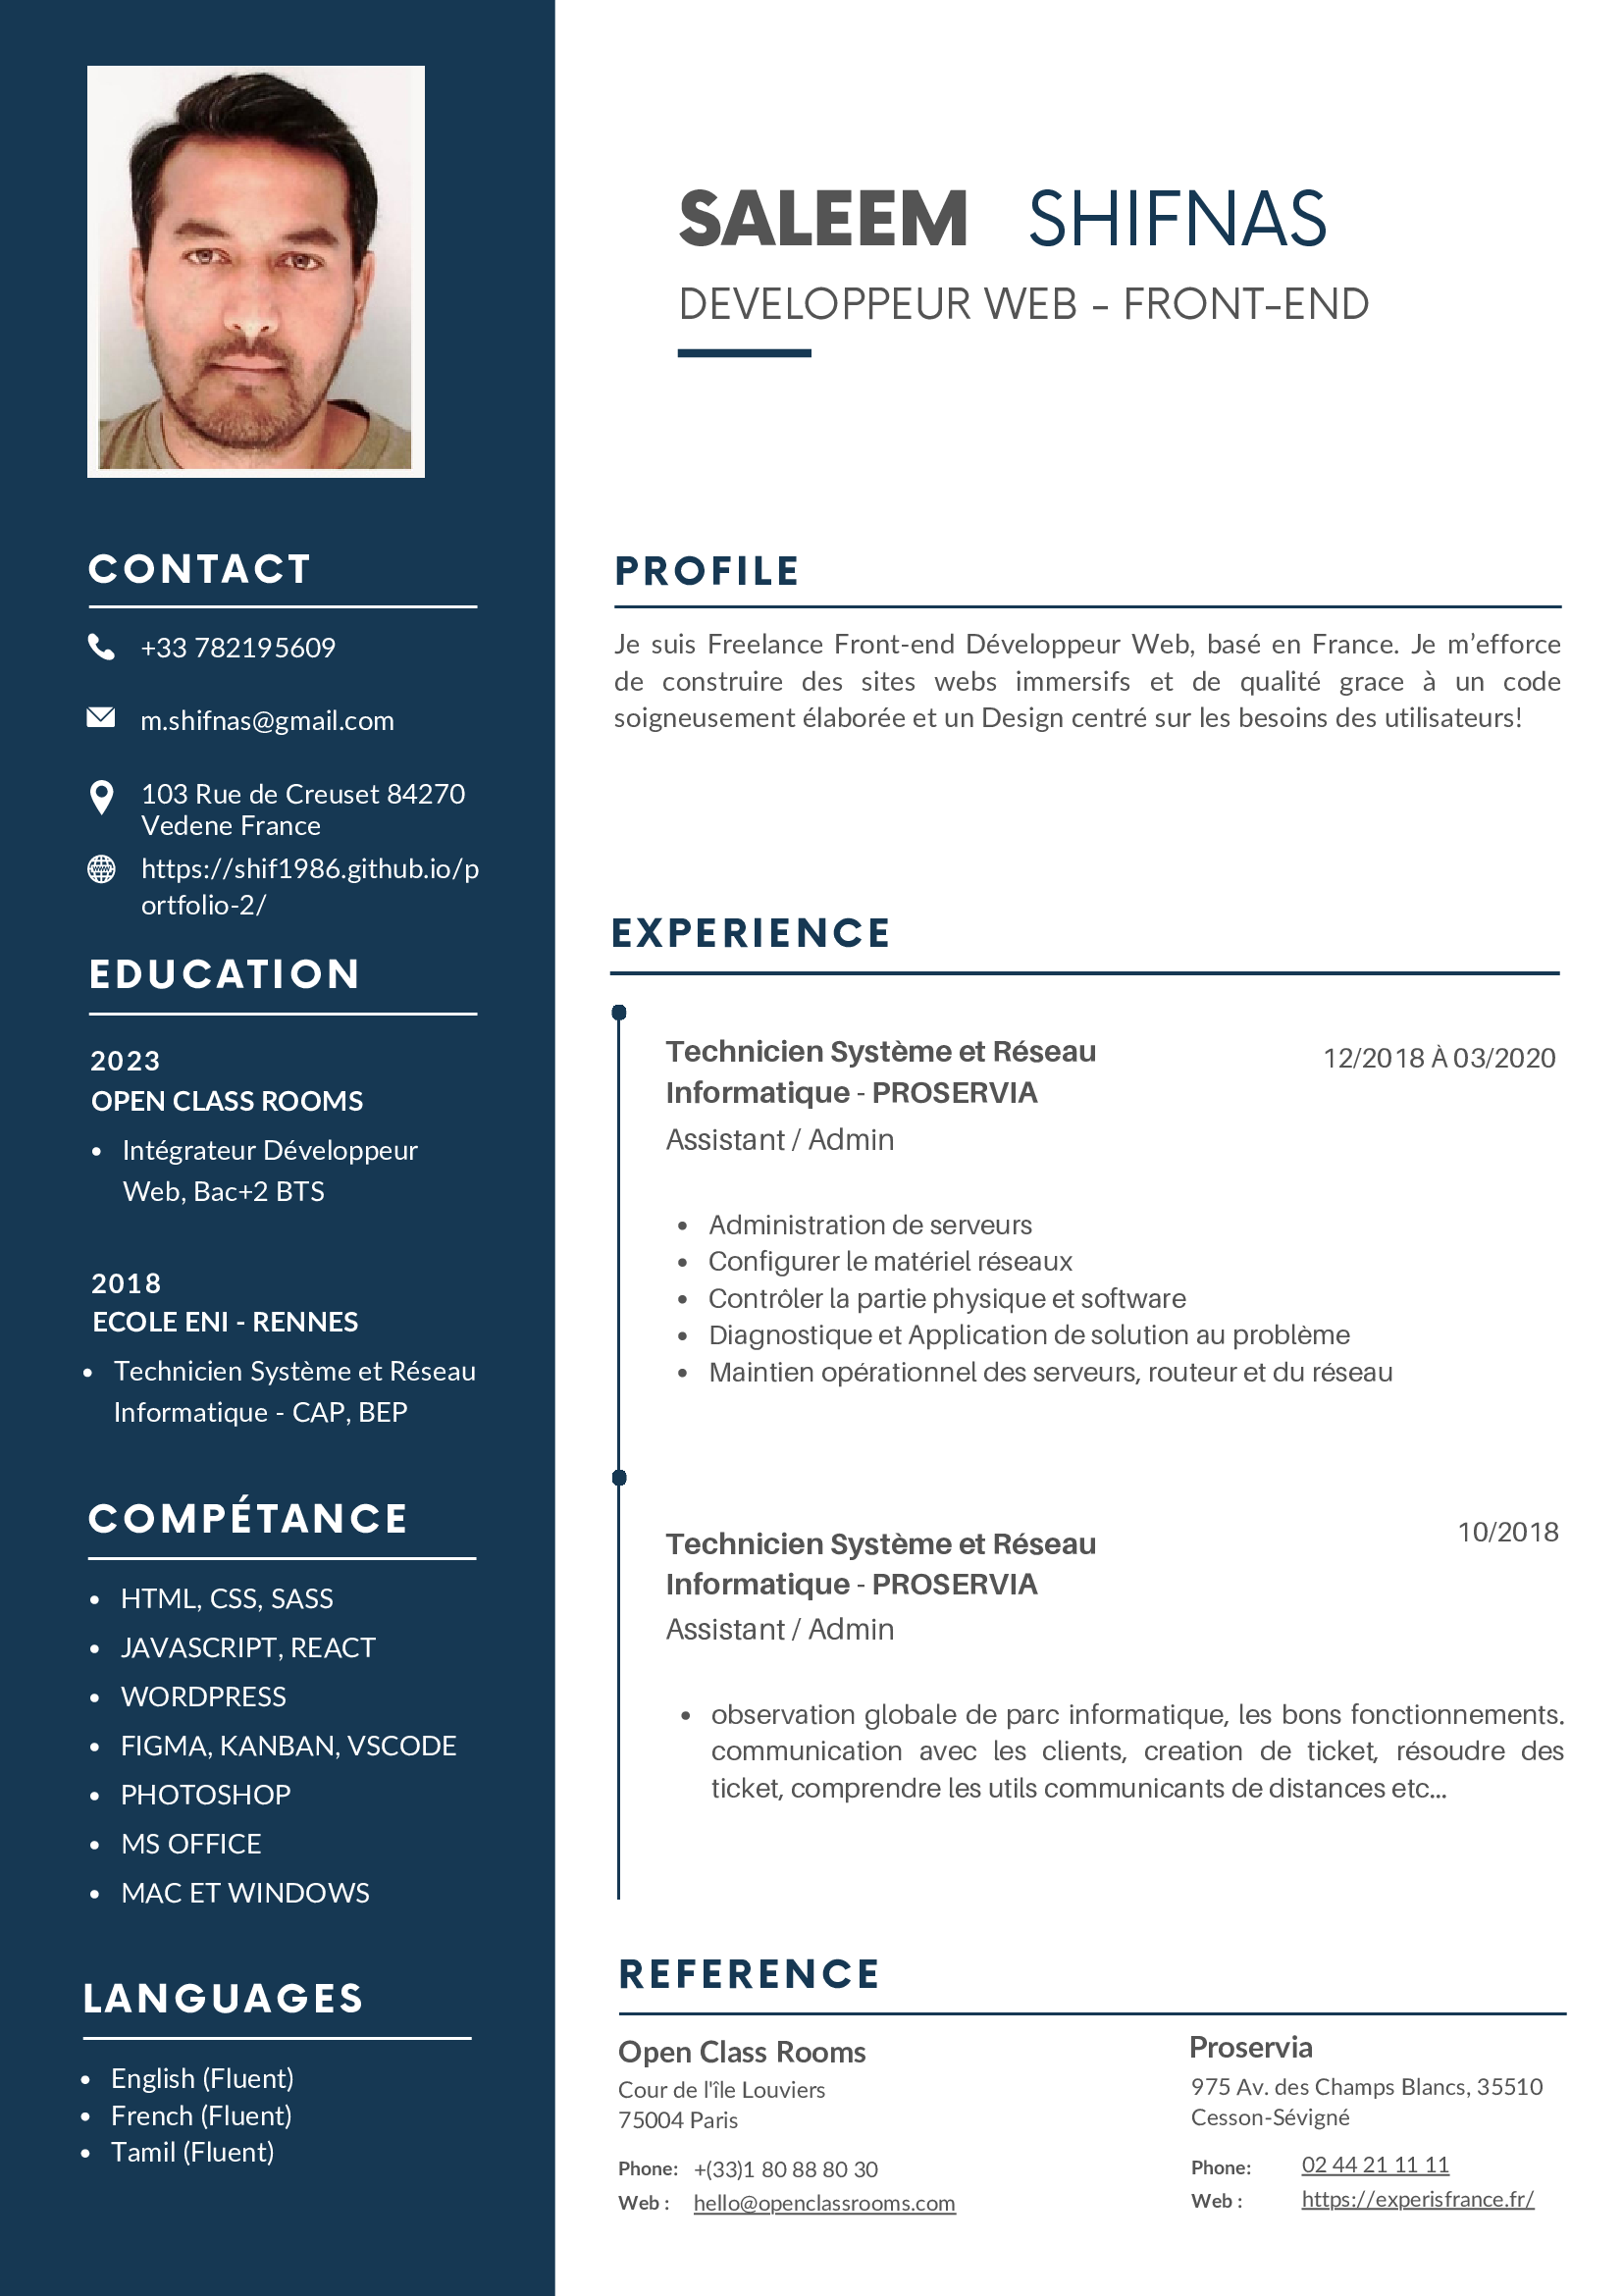 SALEEM SHIFNAS
DEVELOPPEUR WEB - FRONT-END
CONTACT
+33 782195609
m.shifnas@gmail.com
103 Rue de Creuset 84270
Vedene France
https://shif1986.github.io/p
ortfolio-2/
EDUCATION
2023
OPEN CLASS ROOMS
• Intégrateur Développeur
Web, Bac+2 BTS
2018
ECOLE ENI - RENNES
• Technicien Système et Réseau
Informatique - CAP, BEP
COMPÉTANCE
• HTML, CSS, SASS
• JAVASCRIPT, REACT
• WORDPRESS
• FIGMA, KANBAN, VSCODE
• PHOTOSHOP
• MS OFFICE
• MAC ET WINDOWS
LANGUAGES
• English (Fluent)
• French (Fluent)
• Tamil (Fluent)
PROFILE
Je suis Freelance Front-end Développeur Web, basé en France. Je m’efforce
de construire des sites webs immersifs et de qualité grace à un code
soigneusement élaborée et un Design centré sur les besoins des utilisateurs!
EXPERIENCE
Technicien Système et Réseau
Informatique - PROSERVIA
12/2018 À 03/2020
Assistant / Admin
• Administration de serveurs
• Configurer le matériel réseaux
• Contrôler la partie physique et software
• Diagnostique et Application de solution au problème
• Maintien opérationnel des serveurs, routeur et du réseau
Technicien Système et Réseau
Informatique - PROSERVIA
10/2018
Assistant / Admin
• observation globale de parc informatique, les bons fonctionnements.
communication avec les clients, creation de ticket, résoudre des
ticket, comprendre les utils communicants de distances etc...
REFERENCE
Open Class Rooms
Cour de l'île Louviers
75004 Paris
Phone: +(33)1 80 88 80 30
Web : hello@openclassrooms.com
Proservia
975 Av. des Champs Blancs, 35510
Cesson-Sévigné
Phone: 02 44 21 11 11
Web : https://experisfrance.fr/